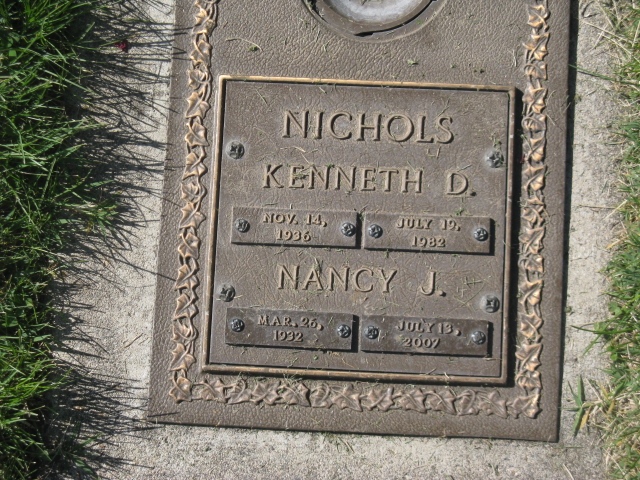 NICHOLS
KENNETH D.
NOV. 14, 1936
JULY 19, 1982
NANCY J.
MAR. 26, 1932
JULY 13, 2007